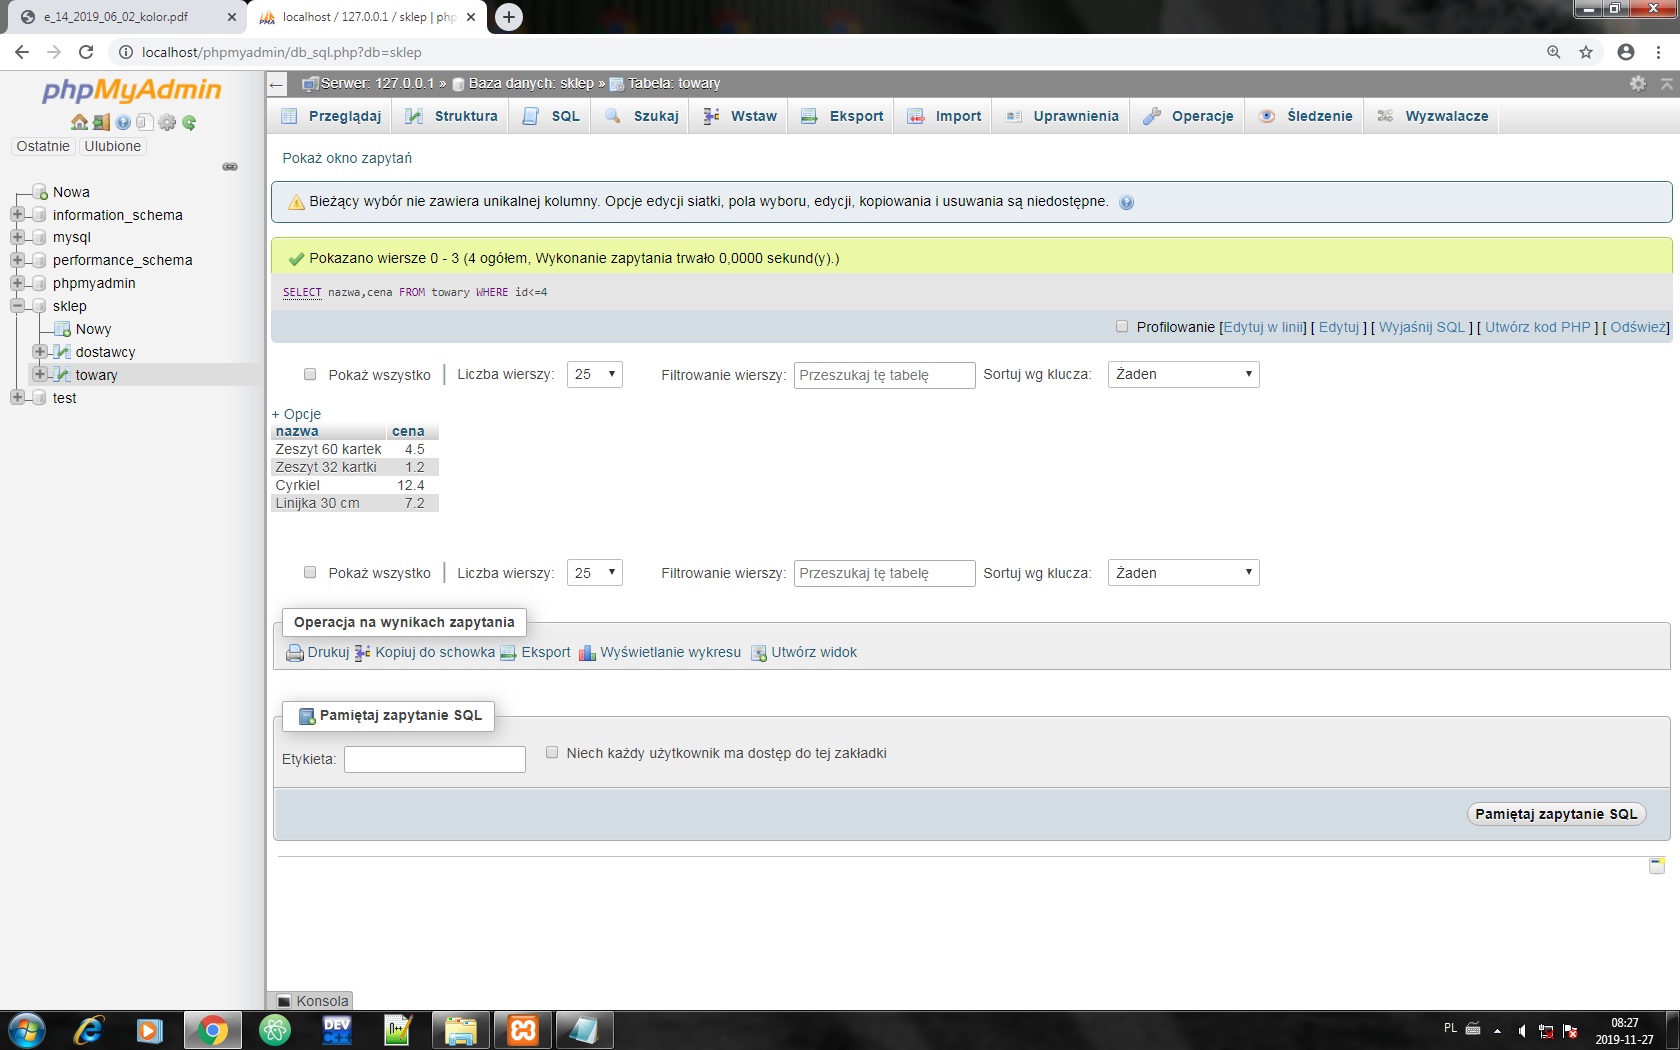 e_14_2019_06_02_kolor.pdf
localhost / 127.0.0.1 / sklep | php
localhost/phpmyadmin/db_sql.php?db=sklep
phpMyAdmin
Ostatnie Ulubione
Nowa
information_schema
mysql
performance_schema
phpmyadmin
sklep
Nowy
dostawcy
towary
test
Serwer: 127.0.0.1 » Baza danych: sklep » Tabela: towary
Przeglądaj Struktura SQL Szukaj Wstaw Eksport Import Uprawnienia Operacje Śledzenie Wyzwalacze
Pokaż okno zapytań
Bieżący wybór nie zawiera unikalnej kolumny. Opcje edycji siatki, pola wyboru, edycji, kopiowania i usuwania są niedostępne.
Pokazano wiersze 0 - 3 (4 ogółem, Wykonanie zapytania trwało 0,0000 sekund(y).)
SELECT nazwa,cena FROM towary WHERE id<=4
Profilowanie [Edytuj w linii] [ Edytuj ] [ Wyjaśnij SQL ] [ Utwórz kod PHP ] [ Odśwież]
Pokaż wszystko | Liczba wierszy: 25 Filtrowanie wierszy: Przeszukaj tę tabelę Sortuj wg klucza: Żaden
+ Opcje
nazwa cena
Zeszyt 60 kartek 4.5
Zeszyt 32 kartki 1.2
Cyrkiel 12.4
Linijka 30 cm 7.2
Pokaż wszystko | Liczba wierszy: 25 Filtrowanie wierszy: Przeszukaj tę tabelę Sortuj wg klucza: Żaden
Operacja na wynikach zapytania
Drukuj Kopiuj do schowka Eksport Wyświetlanie wykresu Utwórz widok
Pamiętaj zapytanie SQL
Etykieta: Niech każdy użytkownik ma dostęp do tej zakładki
Pamiętaj zapytanie SQL
Konsola
DEV
PL 08:27
2019-11-27